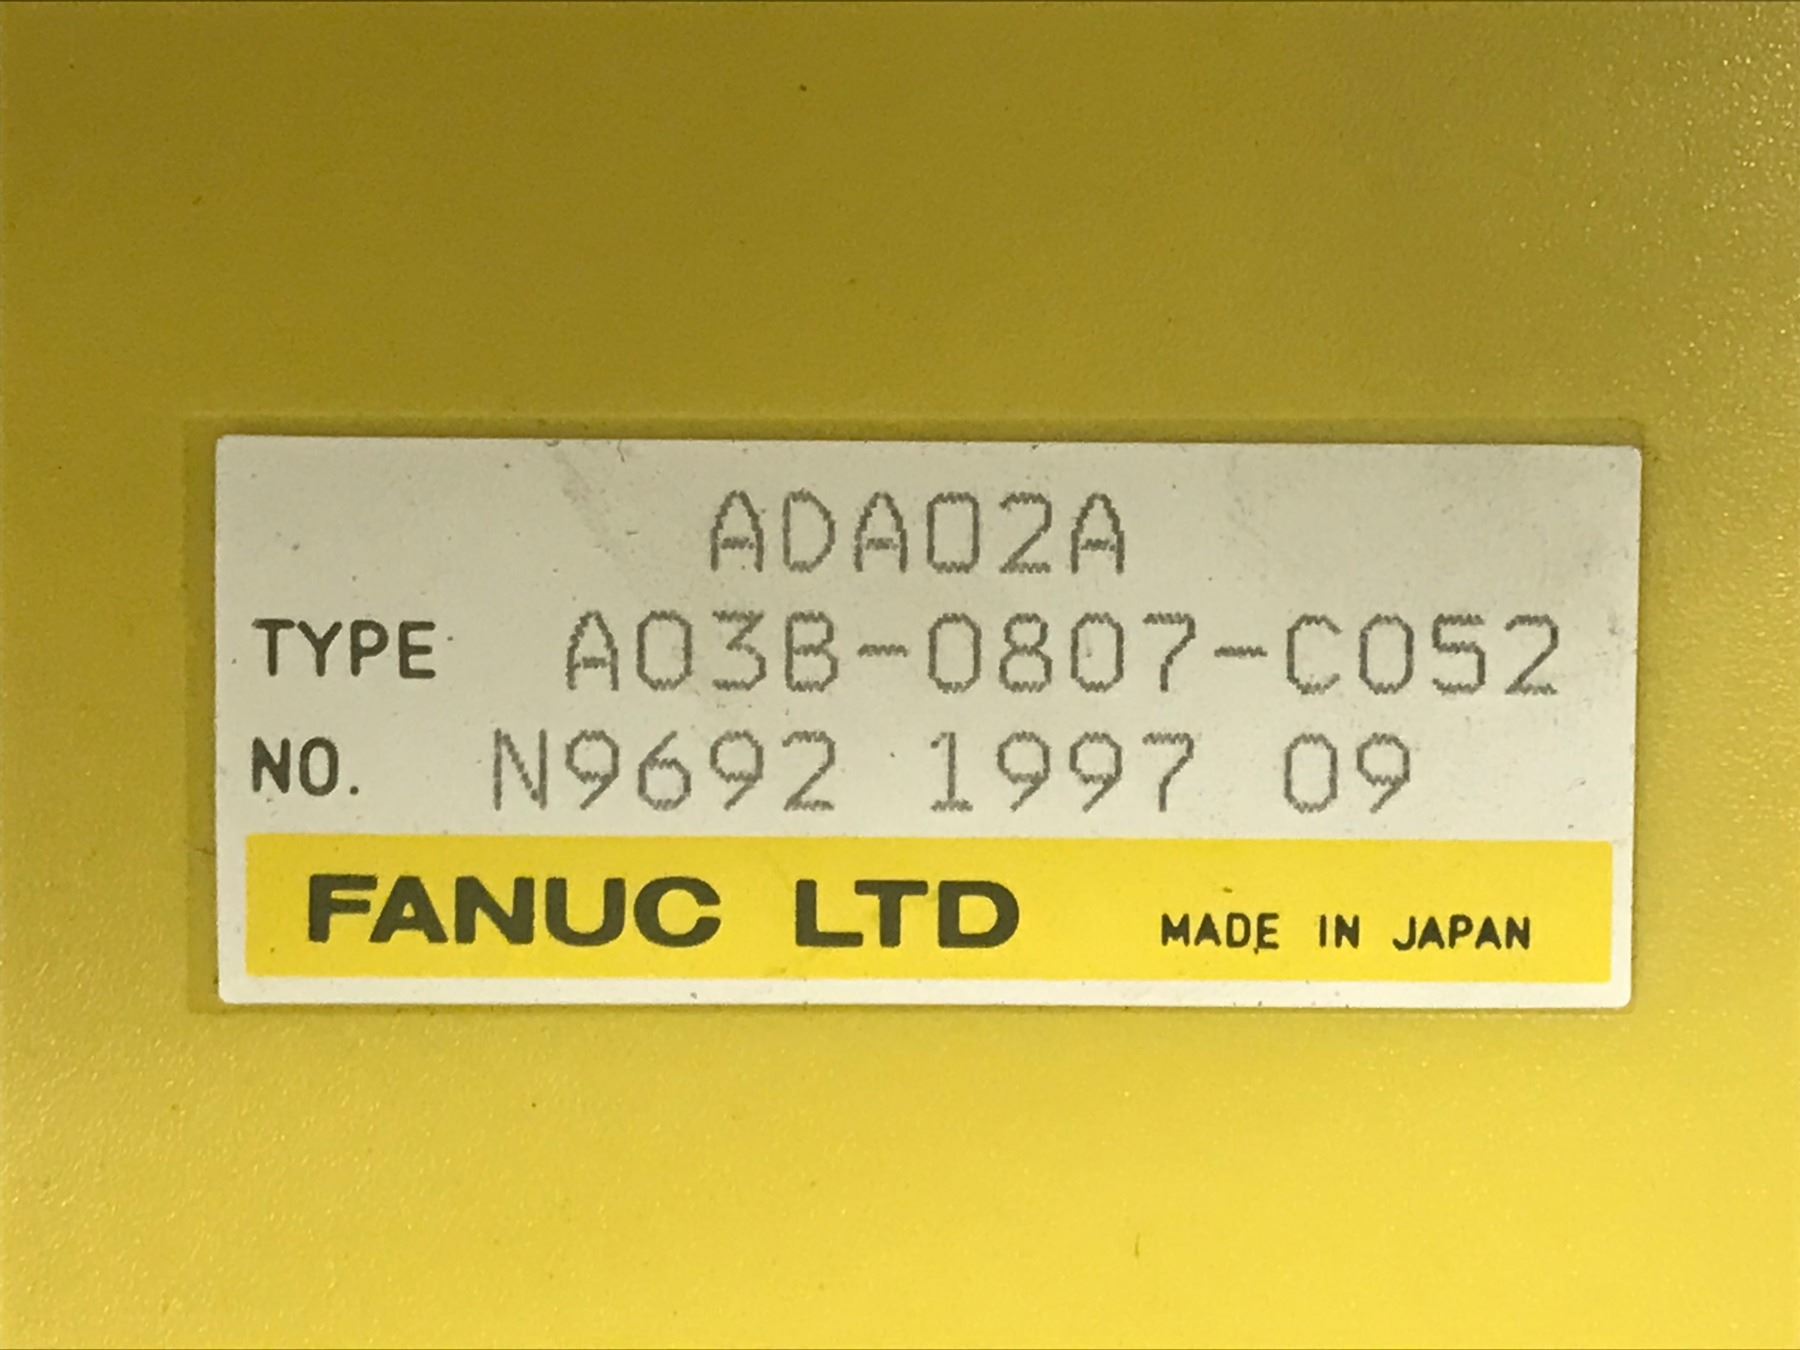 ADA02A
TYPE A03B-0807-C052
NO. N9692 1997 09
FANUC LTD MADE IN JAPAN